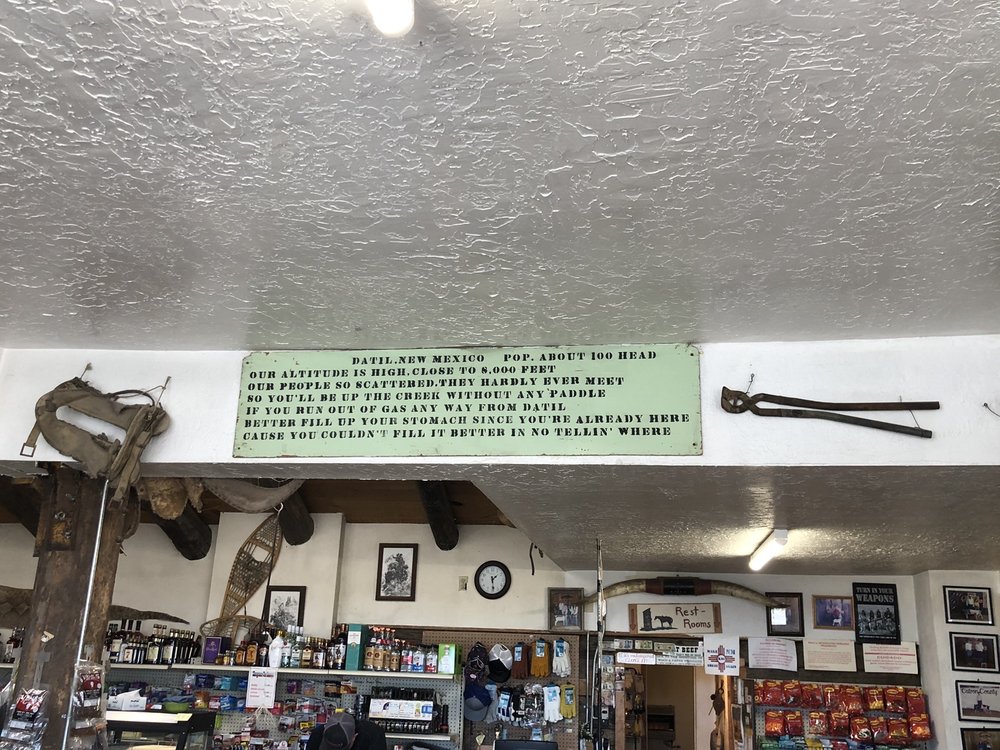 DATIL, NEW MEXICO POP. ABOUT 100 HEAD
OUR ALTITUDE IS HIGH, CLOSE TO 8,000 FEET
OUR PEOPLE SO SCATTERED, THEY HARDLY EVER MEET
SO YOU'LL BE UP THE CREEK WITHOUT ANY PADDLE
IF YOU RUN OUT OF GAS ANY WAY FROM DATIL
BETTER FILL UP YOUR STOMACH SINCE YOU'RE ALREADY HERE
CAUSE YOU COULDN'T FILL IT BETTER IN NO TELLIN' WHERE
REST-
ROOMS
TURN IN YOUR
WEAPONS
Catron County